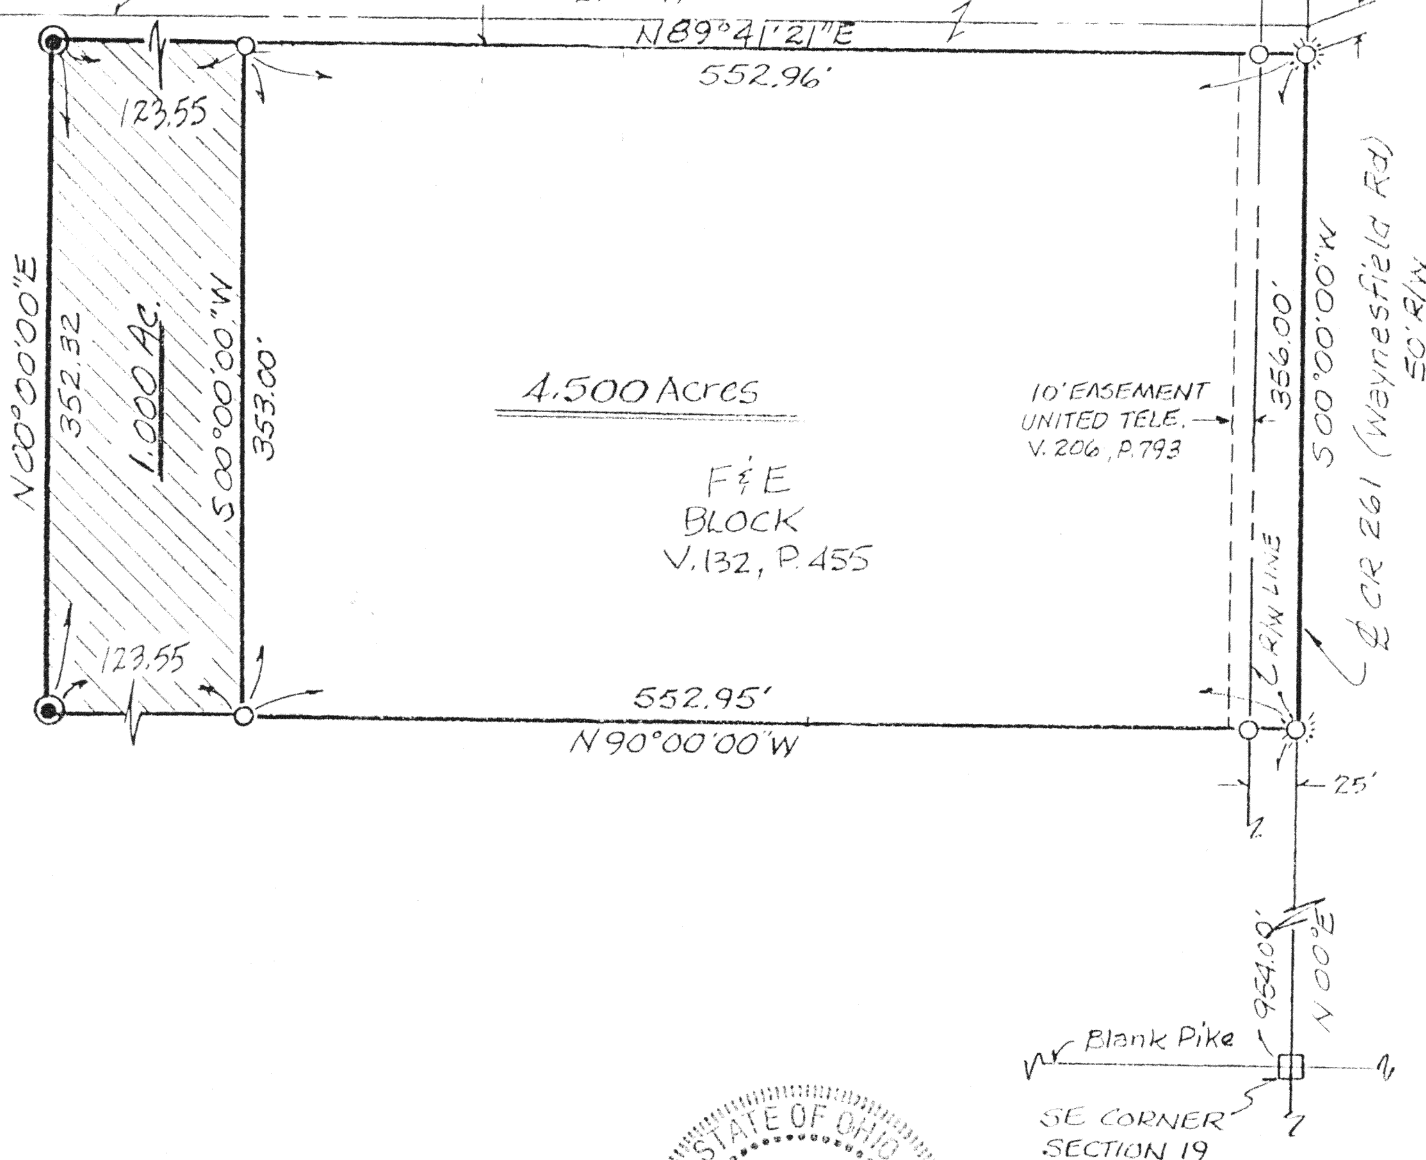 N89°41'21"E
552.96'
123.55
N00°00'00"E
352.32
1.000 Ac.
S00°00'00"W
353.00'
4.500 Acres
F & E
BLOCK
V.132, P.455
10' EASEMENT
UNITED TELE.
V. 206, P.793
356.00'
S00°00'00"W
℄ CR 261 (Waynesfield Rd)
50' R/W
R/W LINE
123.55
552.95'
N90°00'00"W
25'
964.00'
N 00°E
Blank Pike
SE CORNER
SECTION 19
STATE OF OHIO